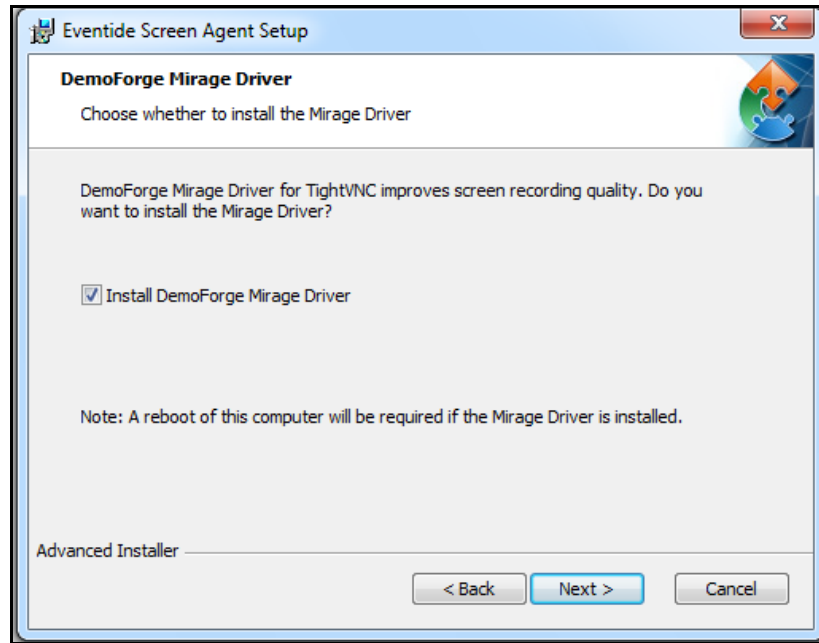 Eventide Screen Agent Setup
DemoForge Mirage Driver
Choose whether to install the Mirage Driver
DemoForge Mirage Driver for TightVNC improves screen recording quality. Do you
want to install the Mirage Driver?
Install DemoForge Mirage Driver
Note: A reboot of this computer will be required if the Mirage Driver is installed.
Advanced Installer
< Back Next > Cancel